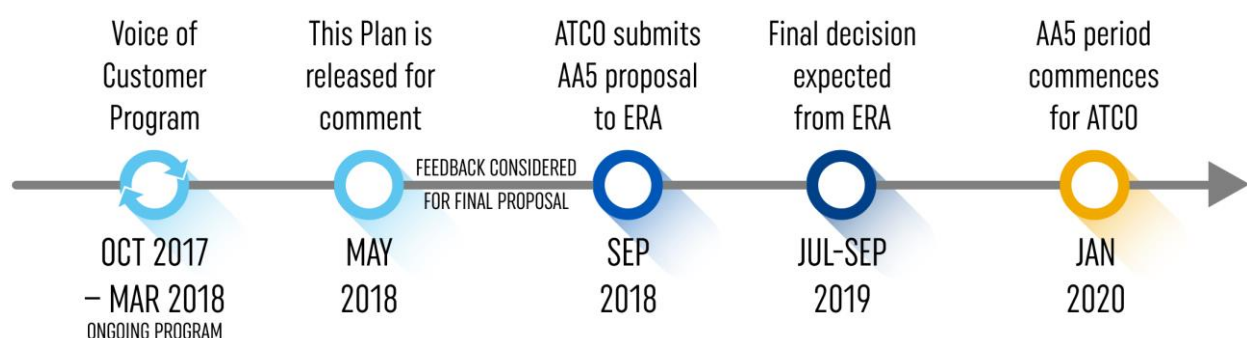 Voice of
Customer
Program
OCT 2017
– MAR 2018
ONGOING PROGRAM
This Plan is
released for
comment
MAY
2018
FEEDBACK CONSIDERED
FOR FINAL PROPOSAL
ATCO submits
AA5 proposal
to ERA
SEP
2018
Final decision
expected
from ERA
JUL-SEP
2019
AA5 period
commences
for ATCO
JAN
2020